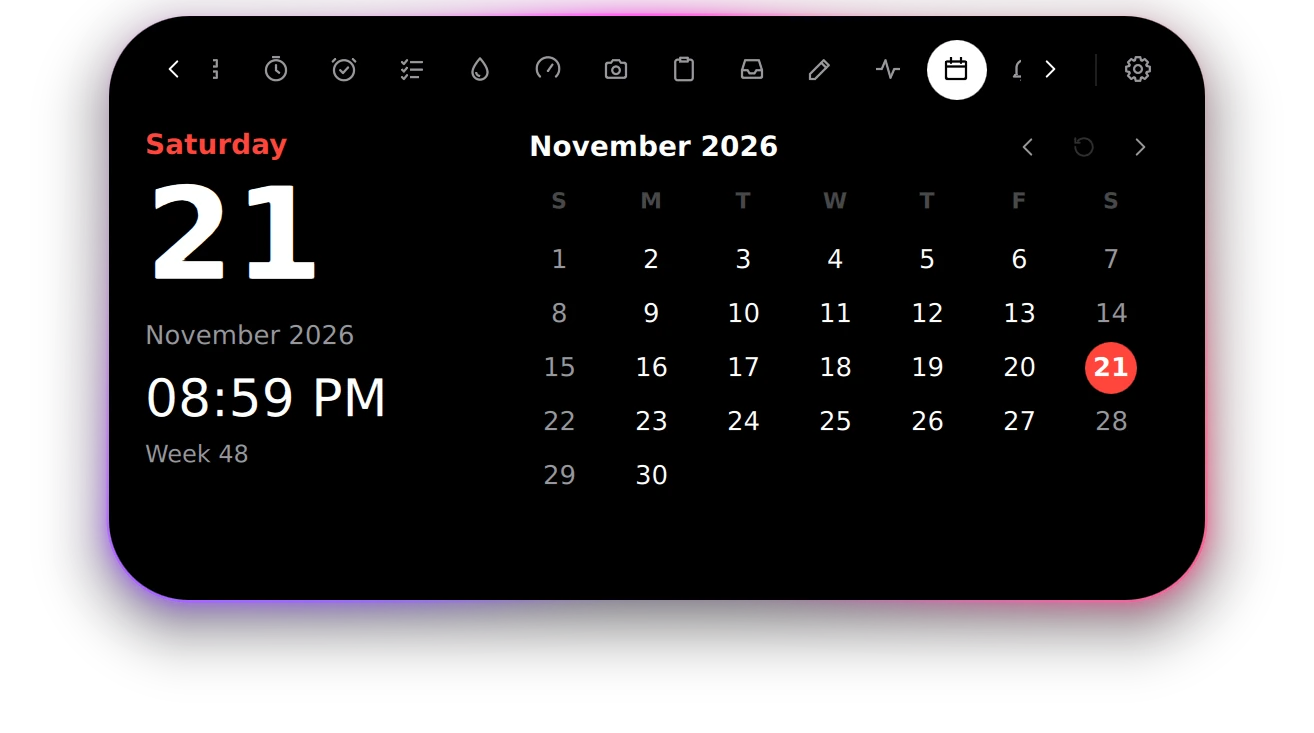 Saturday
21
November 2026
08:59 PM
Week 48
November 2026
S M T W T F S
1 2 3 4 5 6 7
8 9 10 11 12 13 14
15 16 17 18 19 20 21
22 23 24 25 26 27 28
29 30